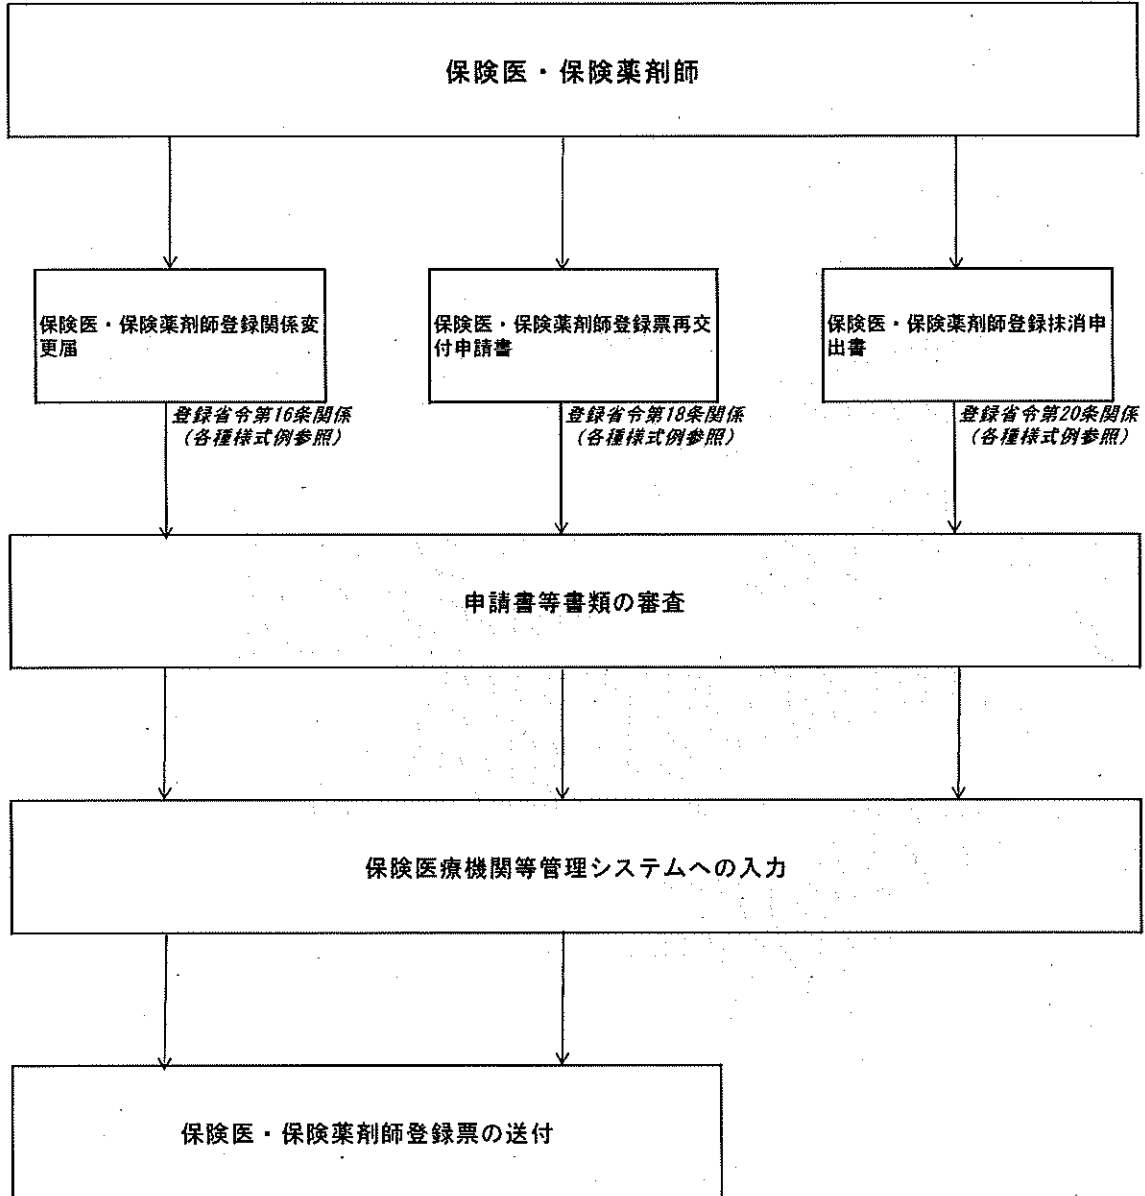 保険医・保険薬剤師
保険医・保険薬剤師登録関係変
更届
保険医・保険薬剤師登録票再交
付申請書
保険医・保険薬剤師登録抹消申
出書
登録省令第16条関係
（各種様式例参照）
登録省令第18条関係
（各種様式例参照）
登録省令第20条関係
（各種様式例参照）
申請書等書類の審査
保険医療機関等管理システムへの入力
保険医・保険薬剤師登録票の送付